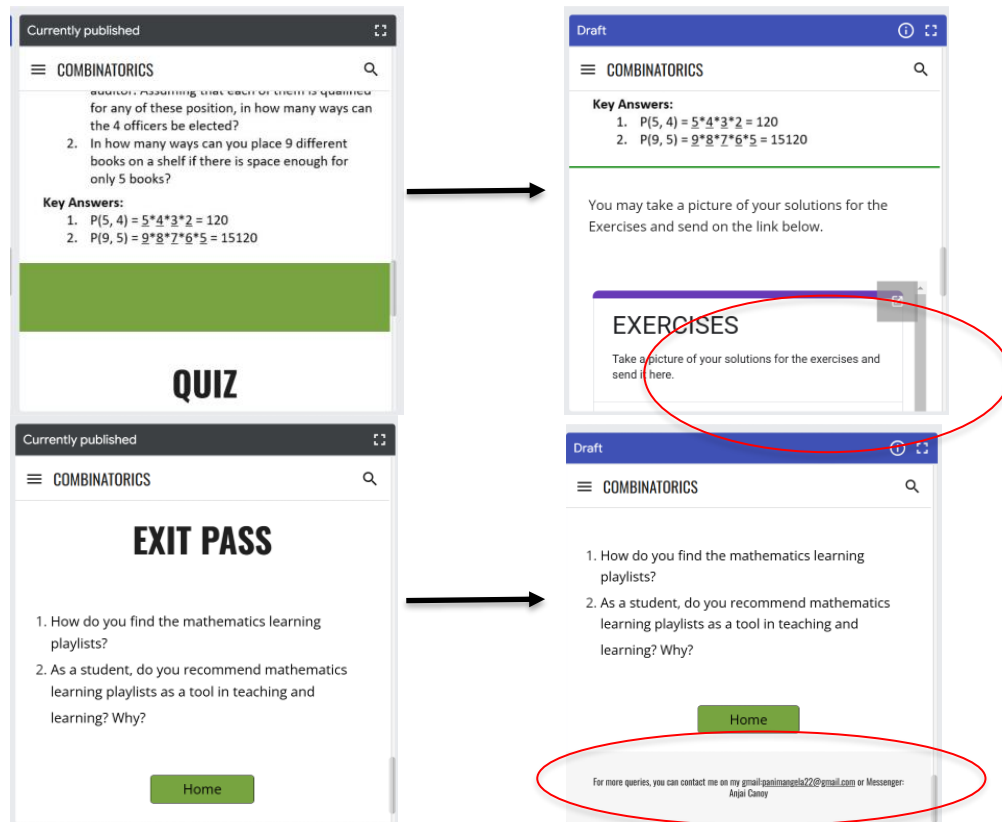 Currently published
COMBINATORICS
auditor. Assuming that each of them is qualified
for any of these position, in how many ways can
the 4 officers be elected?
2. In how many ways can you place 9 different
books on a shelf if there is space enough for
only 5 books?
Key Answers:
1. P(5, 4) = 5*4*3*2 = 120
2. P(9, 5) = 9*8*7*6*5 = 15120
QUIZ
Draft
COMBINATORICS
Key Answers:
1. P(5, 4) = 5*4*3*2 = 120
2. P(9, 5) = 9*8*7*6*5 = 15120
You may take a picture of your solutions for the
Exercises and send on the link below.
EXERCISES
Take a picture of your solutions for the exercises and
send it here.
Currently published
COMBINATORICS
EXIT PASS
1. How do you find the mathematics learning
playlists?
2. As a student, do you recommend mathematics
learning playlists as a tool in teaching and
learning? Why?
Home
Draft
COMBINATORICS
1. How do you find the mathematics learning
playlists?
2. As a student, do you recommend mathematics
learning playlists as a tool in teaching and
learning? Why?
Home
For more queries, you can contact me on my gmail:panimangela22@gmail.com or Messenger:
Anjai Canoy